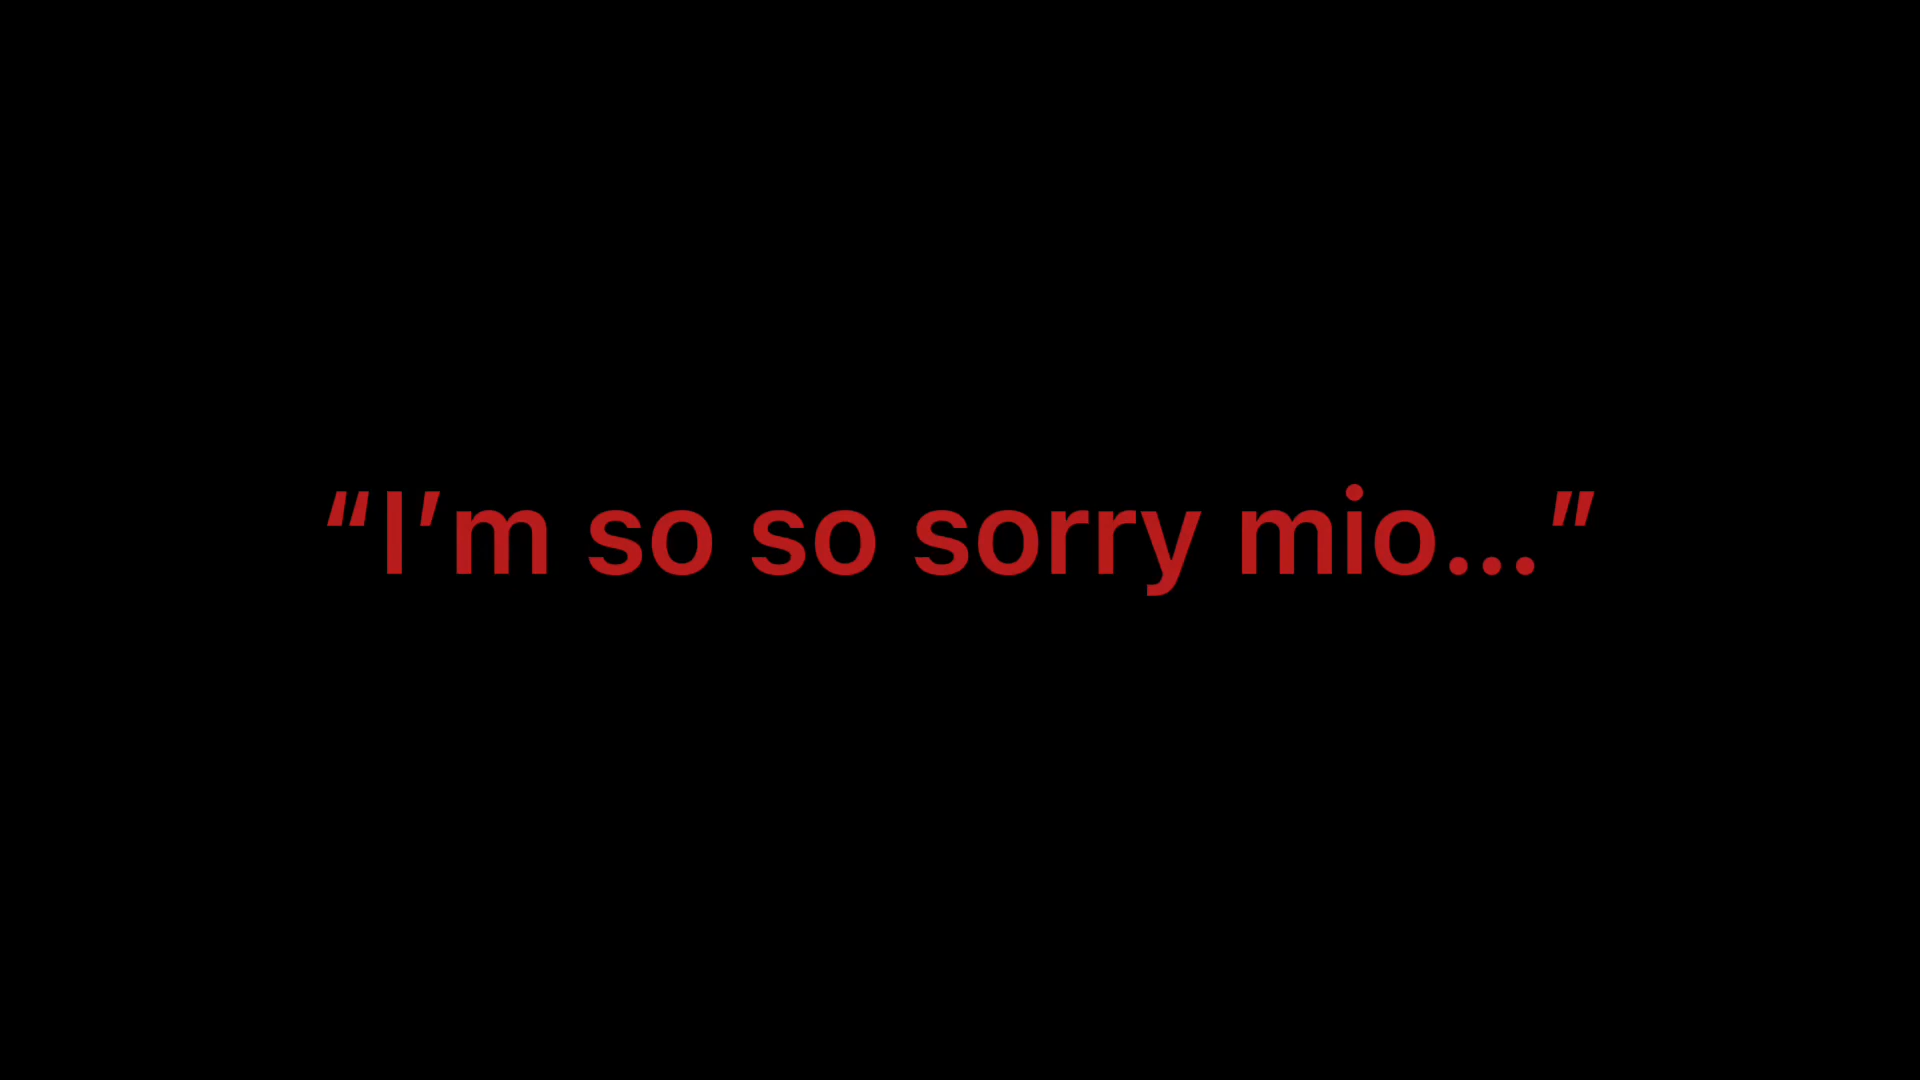 “I’m so so sorry mio...”